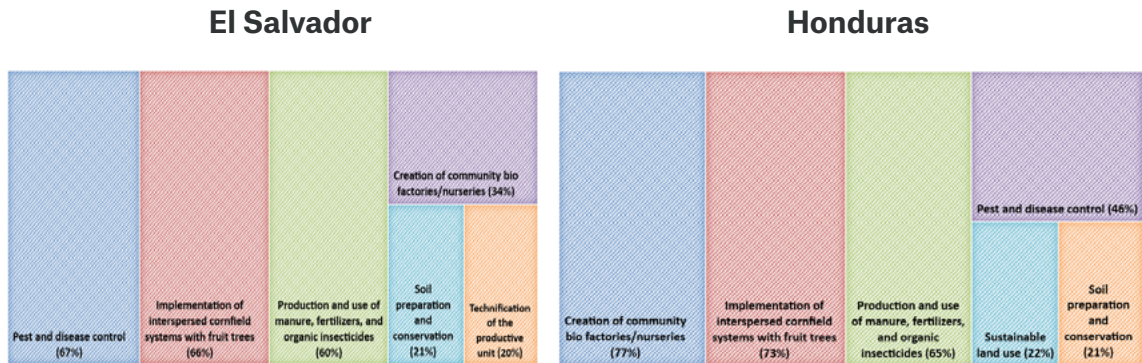 El Salvador
Pest and disease control
(67%)
Implementation of
interspersed cornfield
systems with fruit trees
(66%)
Production and use of
manure, fertilizers, and
organic insecticides
(60%)
Creation of community bio
factories/nurseries (34%)
Soil
preparation
and
conservation
(21%)
Technification
of the
productive
unit (20%)
Honduras
Creation of community
bio factories/nurseries
(77%)
Implementation of
interspersed cornfield
systems with fruit trees
(73%)
Production and use
of manure, fertilizers,
and organic
insecticides (65%)
Pest and disease control (46%)
Sustainable
land use (22%)
Soil
preparation
and
conservation
(21%)